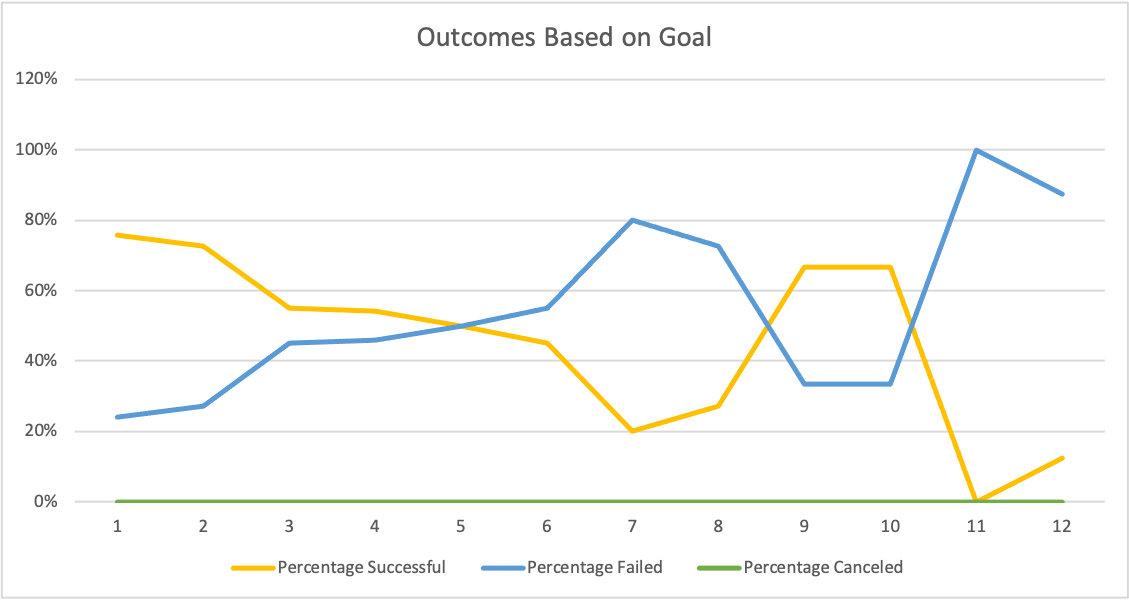 Outcomes Based on Goal
120%
100%
80%
60%
40%
20%
0%
1 2 3 4 5 6 7 8 9 10 11 12
Percentage Successful Percentage Failed Percentage Canceled